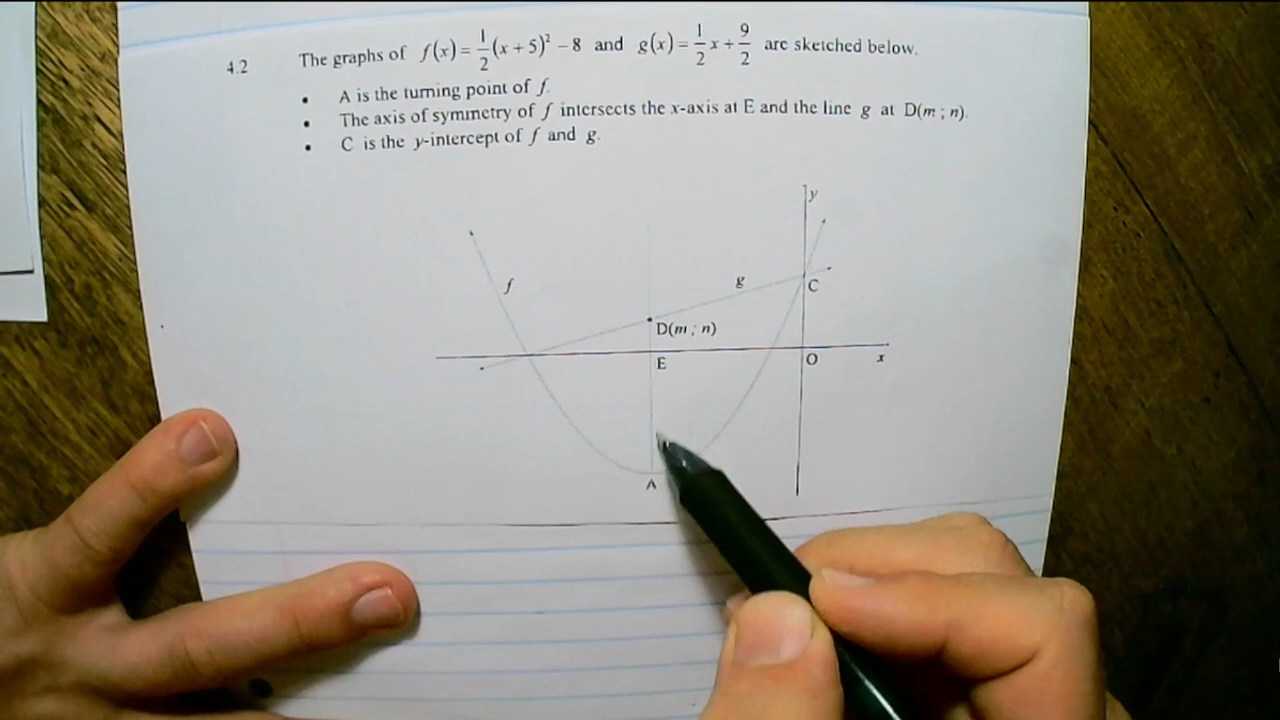 4.2 The graphs of f(x) = 1/2(x + 5)² − 8 and g(x) = 1/2x + 9/2 are sketched below.
• A is the turning point of f.
• The axis of symmetry of f intersects the x-axis at E and the line g at D(m ; n).
• C is the y-intercept of f and g.
y
f
g
C
D(m ; n)
E
O
x
A